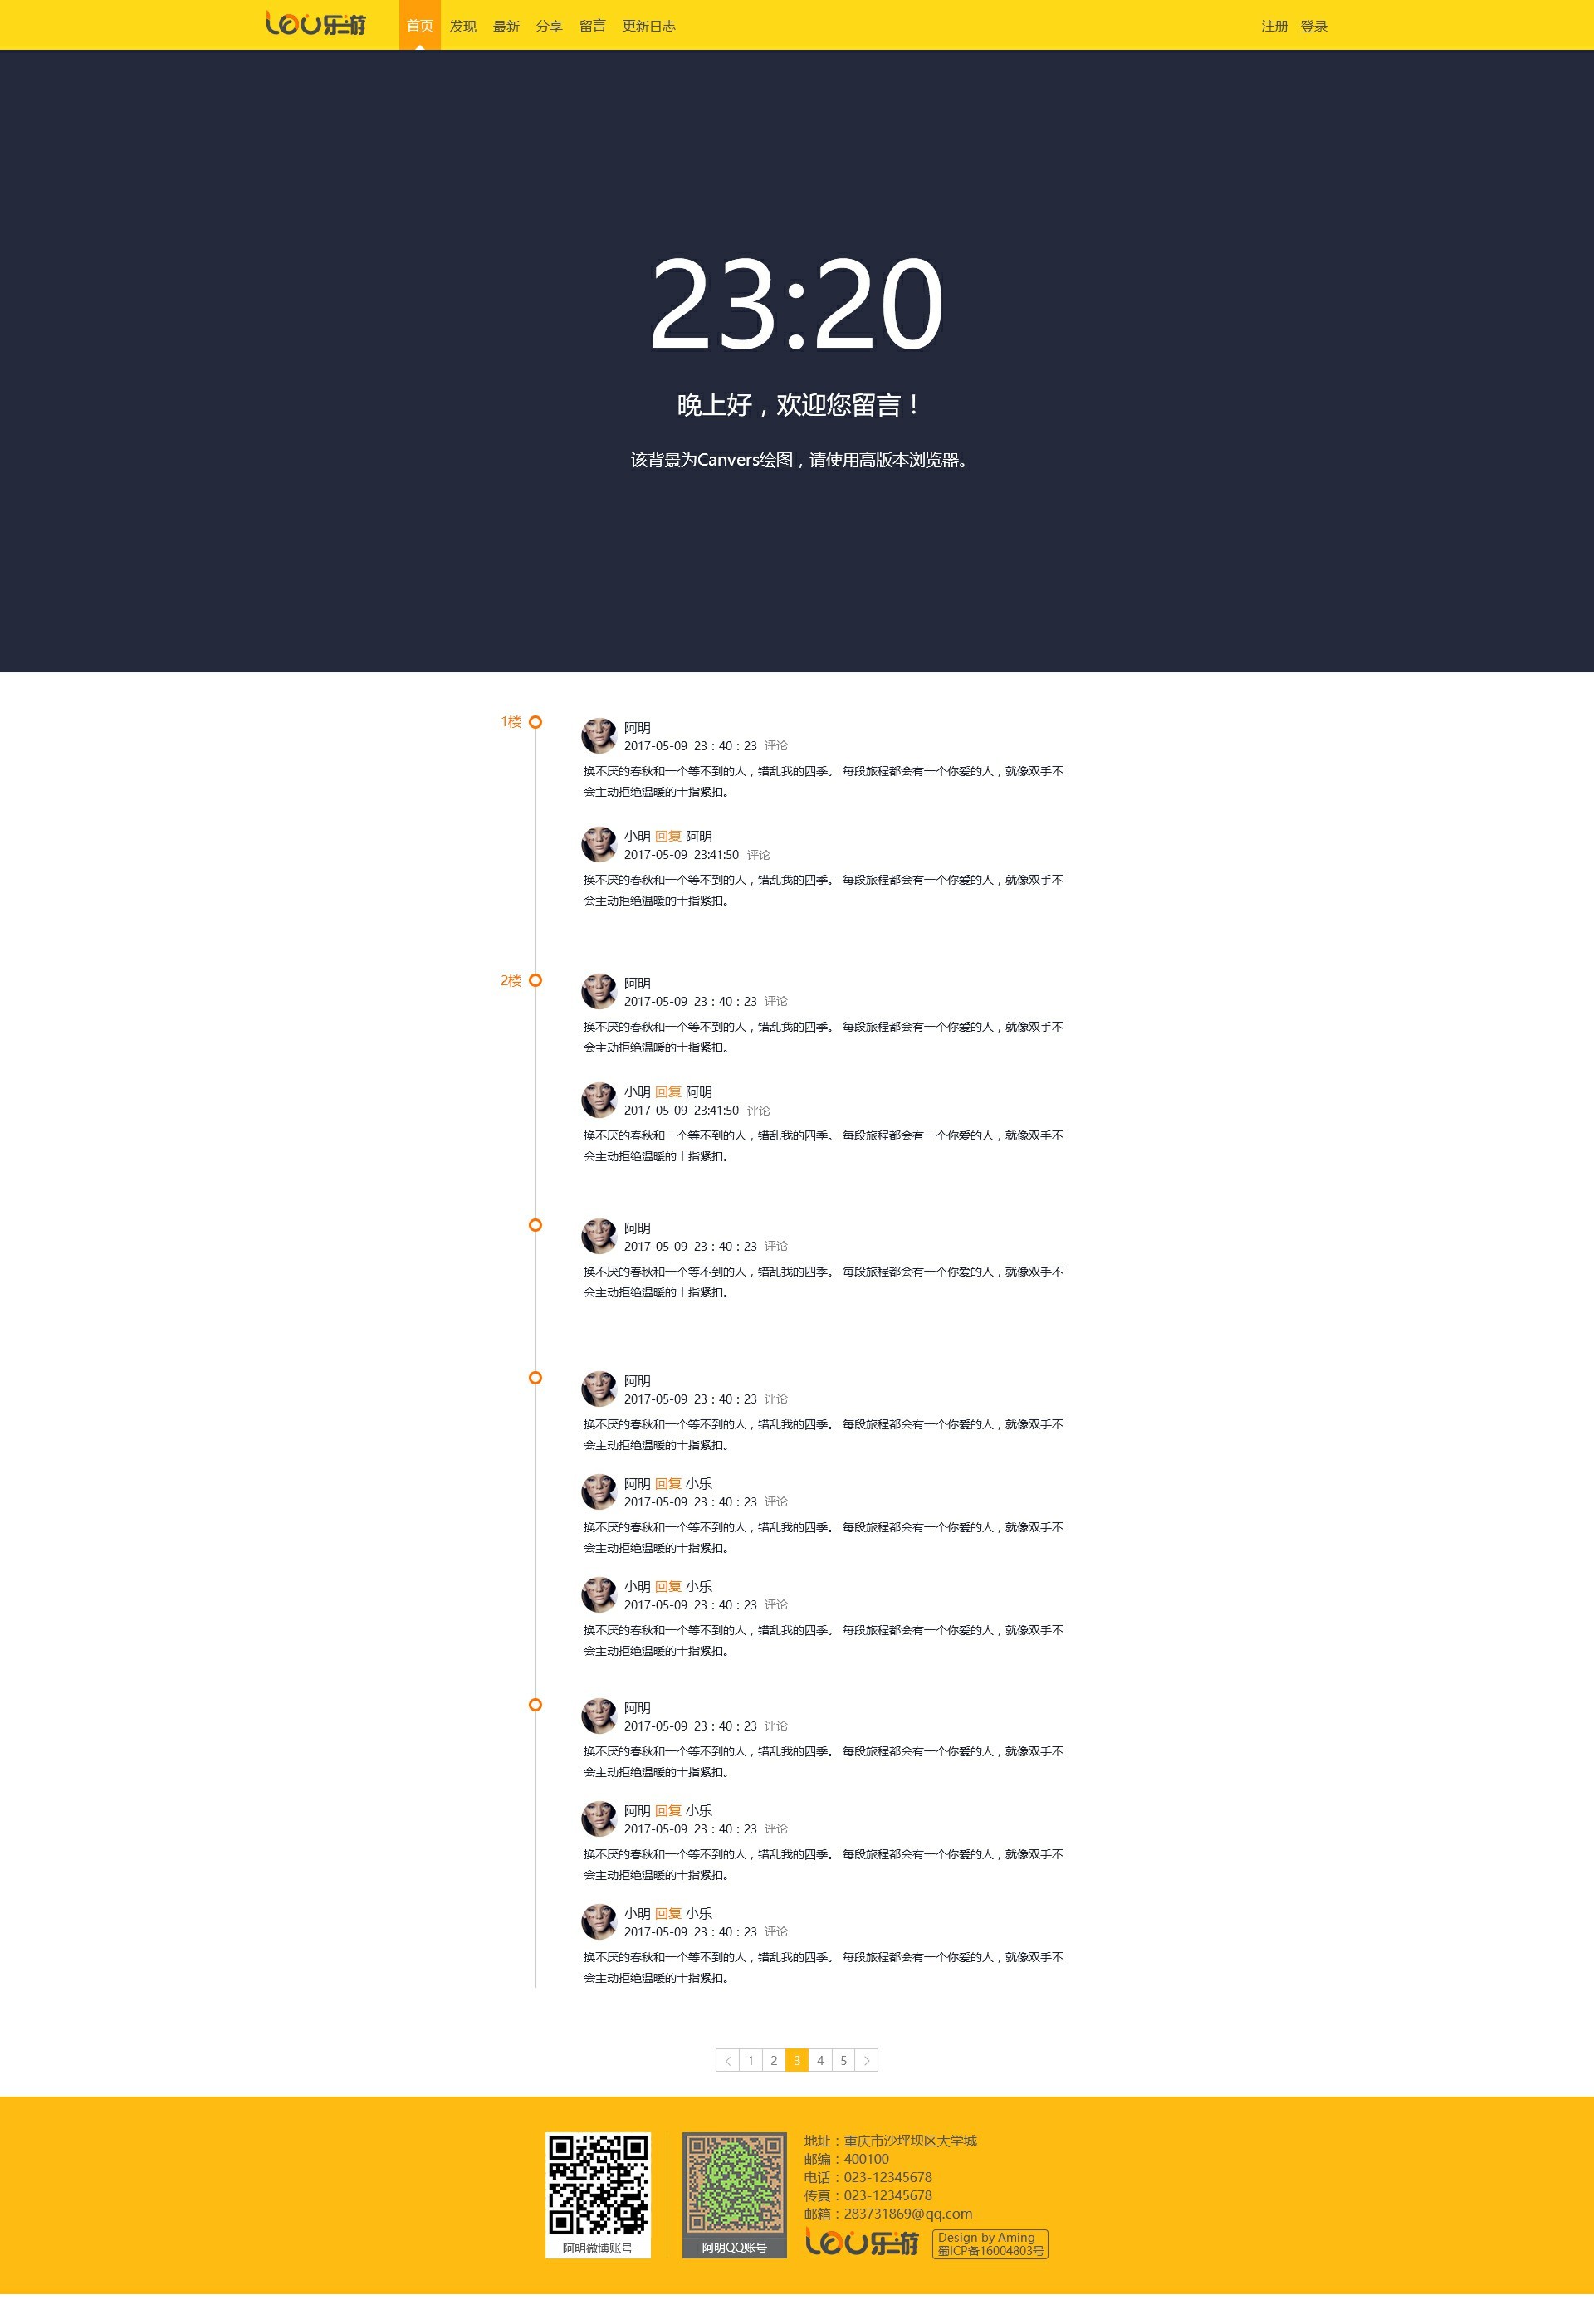 LeU乐游 首页 发现 最新 分享 留言 更新日志 注册 登录
23:20
晚上好，欢迎您留言！
该背景为Canvers绘图，请使用高版本浏览器。
1楼
阿明
2017-05-09 23：40：23 评论
换不厌的春秋和一个等不到的人，错乱我的四季。 每段旅程都会有一个你爱的人，就像双手不
会主动拒绝温暖的十指紧扣。
小明 回复 阿明
2017-05-09 23:41:50 评论
换不厌的春秋和一个等不到的人，错乱我的四季。 每段旅程都会有一个你爱的人，就像双手不
会主动拒绝温暖的十指紧扣。
2楼
阿明
2017-05-09 23：40：23 评论
换不厌的春秋和一个等不到的人，错乱我的四季。 每段旅程都会有一个你爱的人，就像双手不
会主动拒绝温暖的十指紧扣。
小明 回复 阿明
2017-05-09 23:41:50 评论
换不厌的春秋和一个等不到的人，错乱我的四季。 每段旅程都会有一个你爱的人，就像双手不
会主动拒绝温暖的十指紧扣。
阿明
2017-05-09 23：40：23 评论
换不厌的春秋和一个等不到的人，错乱我的四季。 每段旅程都会有一个你爱的人，就像双手不
会主动拒绝温暖的十指紧扣。
阿明
2017-05-09 23：40：23 评论
换不厌的春秋和一个等不到的人，错乱我的四季。 每段旅程都会有一个你爱的人，就像双手不
会主动拒绝温暖的十指紧扣。
阿明 回复 小乐
2017-05-09 23：40：23 评论
换不厌的春秋和一个等不到的人，错乱我的四季。 每段旅程都会有一个你爱的人，就像双手不
会主动拒绝温暖的十指紧扣。
小明 回复 小乐
2017-05-09 23：40：23 评论
换不厌的春秋和一个等不到的人，错乱我的四季。 每段旅程都会有一个你爱的人，就像双手不
会主动拒绝温暖的十指紧扣。
阿明
2017-05-09 23：40：23 评论
换不厌的春秋和一个等不到的人，错乱我的四季。 每段旅程都会有一个你爱的人，就像双手不
会主动拒绝温暖的十指紧扣。
阿明 回复 小乐
2017-05-09 23：40：23 评论
换不厌的春秋和一个等不到的人，错乱我的四季。 每段旅程都会有一个你爱的人，就像双手不
会主动拒绝温暖的十指紧扣。
小明 回复 小乐
2017-05-09 23：40：23 评论
换不厌的春秋和一个等不到的人，错乱我的四季。 每段旅程都会有一个你爱的人，就像双手不
会主动拒绝温暖的十指紧扣。
< 1 2 3 4 5 >
阿明微博账号
阿明QQ账号
地址：重庆市沙坪坝区大学城
邮编：400100
电话：023-12345678
传真：023-12345678
邮箱：283731869@qq.com
LeU乐游
Design by Aming
蜀ICP备16004803号